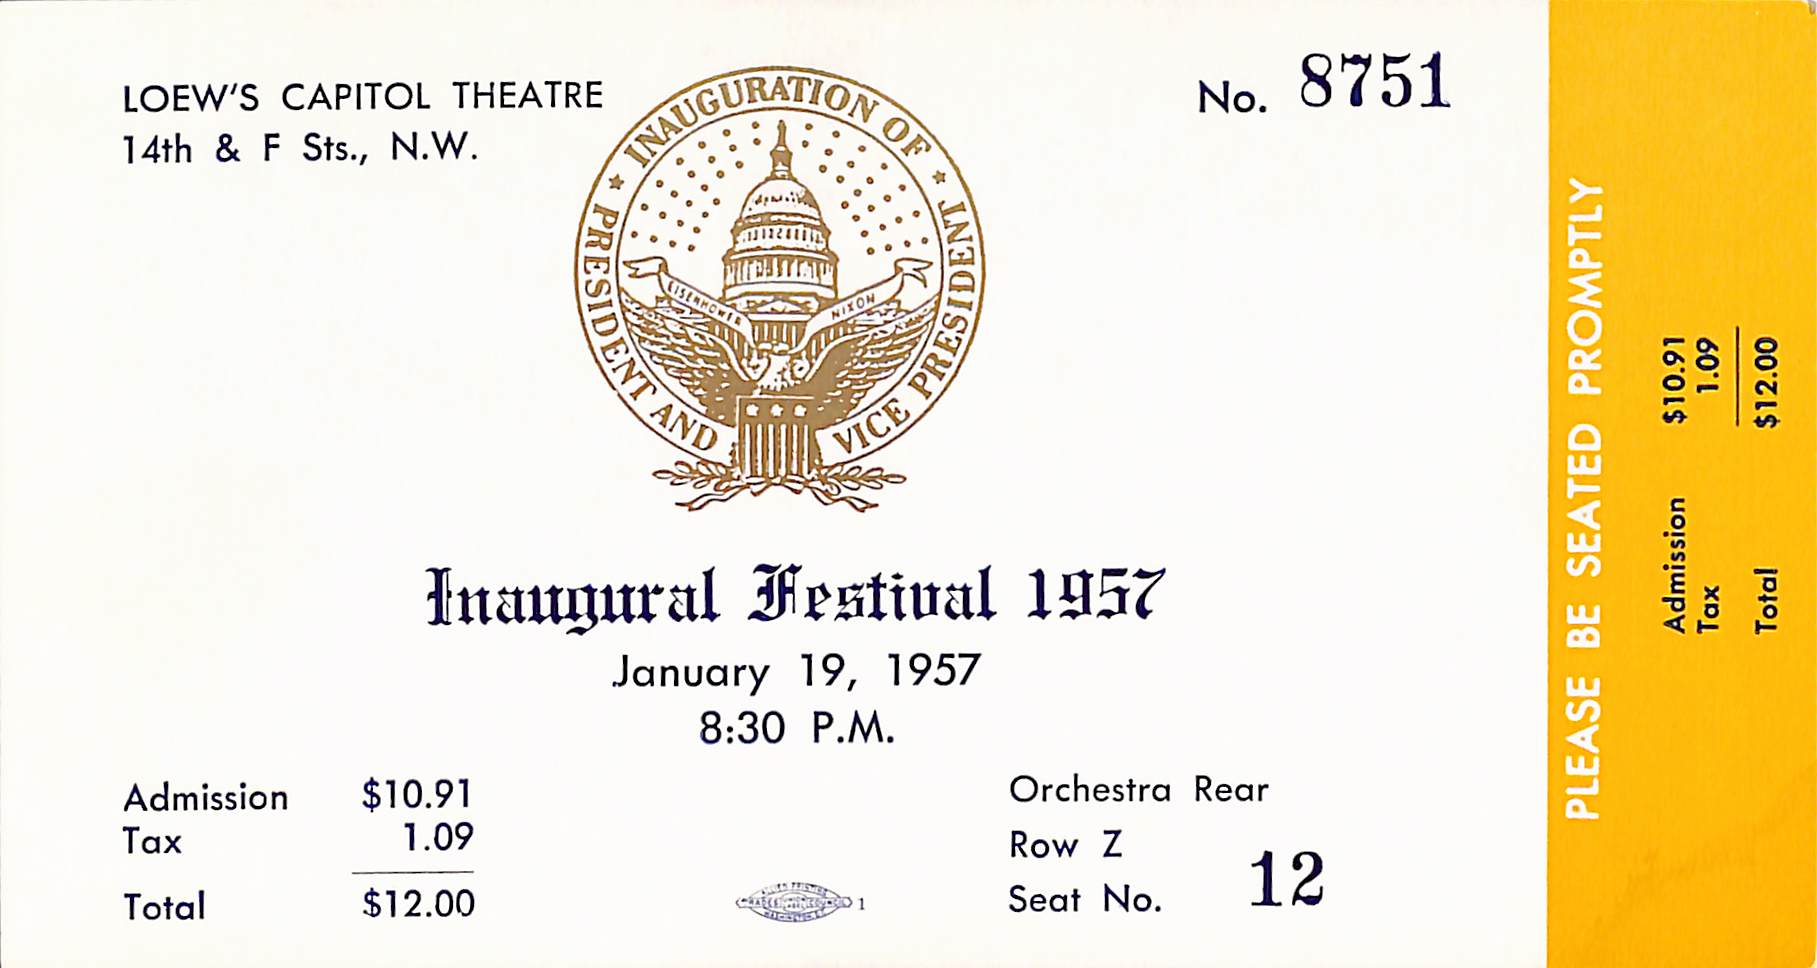 LOEW'S CAPITOL THEATRE
14th & F Sts., N.W.
No. 8751
INAUGURATION OF
PRESIDENT AND
VICE PRESIDENT
EISENHOWER
NIXON
Inaugural Festival 1957
January 19, 1957
8:30 P.M.
Admission $10.91
Tax 1.09
Total $12.00
Orchestra Rear
Row Z
Seat No. 12
1
PLEASE BE SEATED PROMPTLY
Admission $10.91
Tax 1.09
Total $12.00